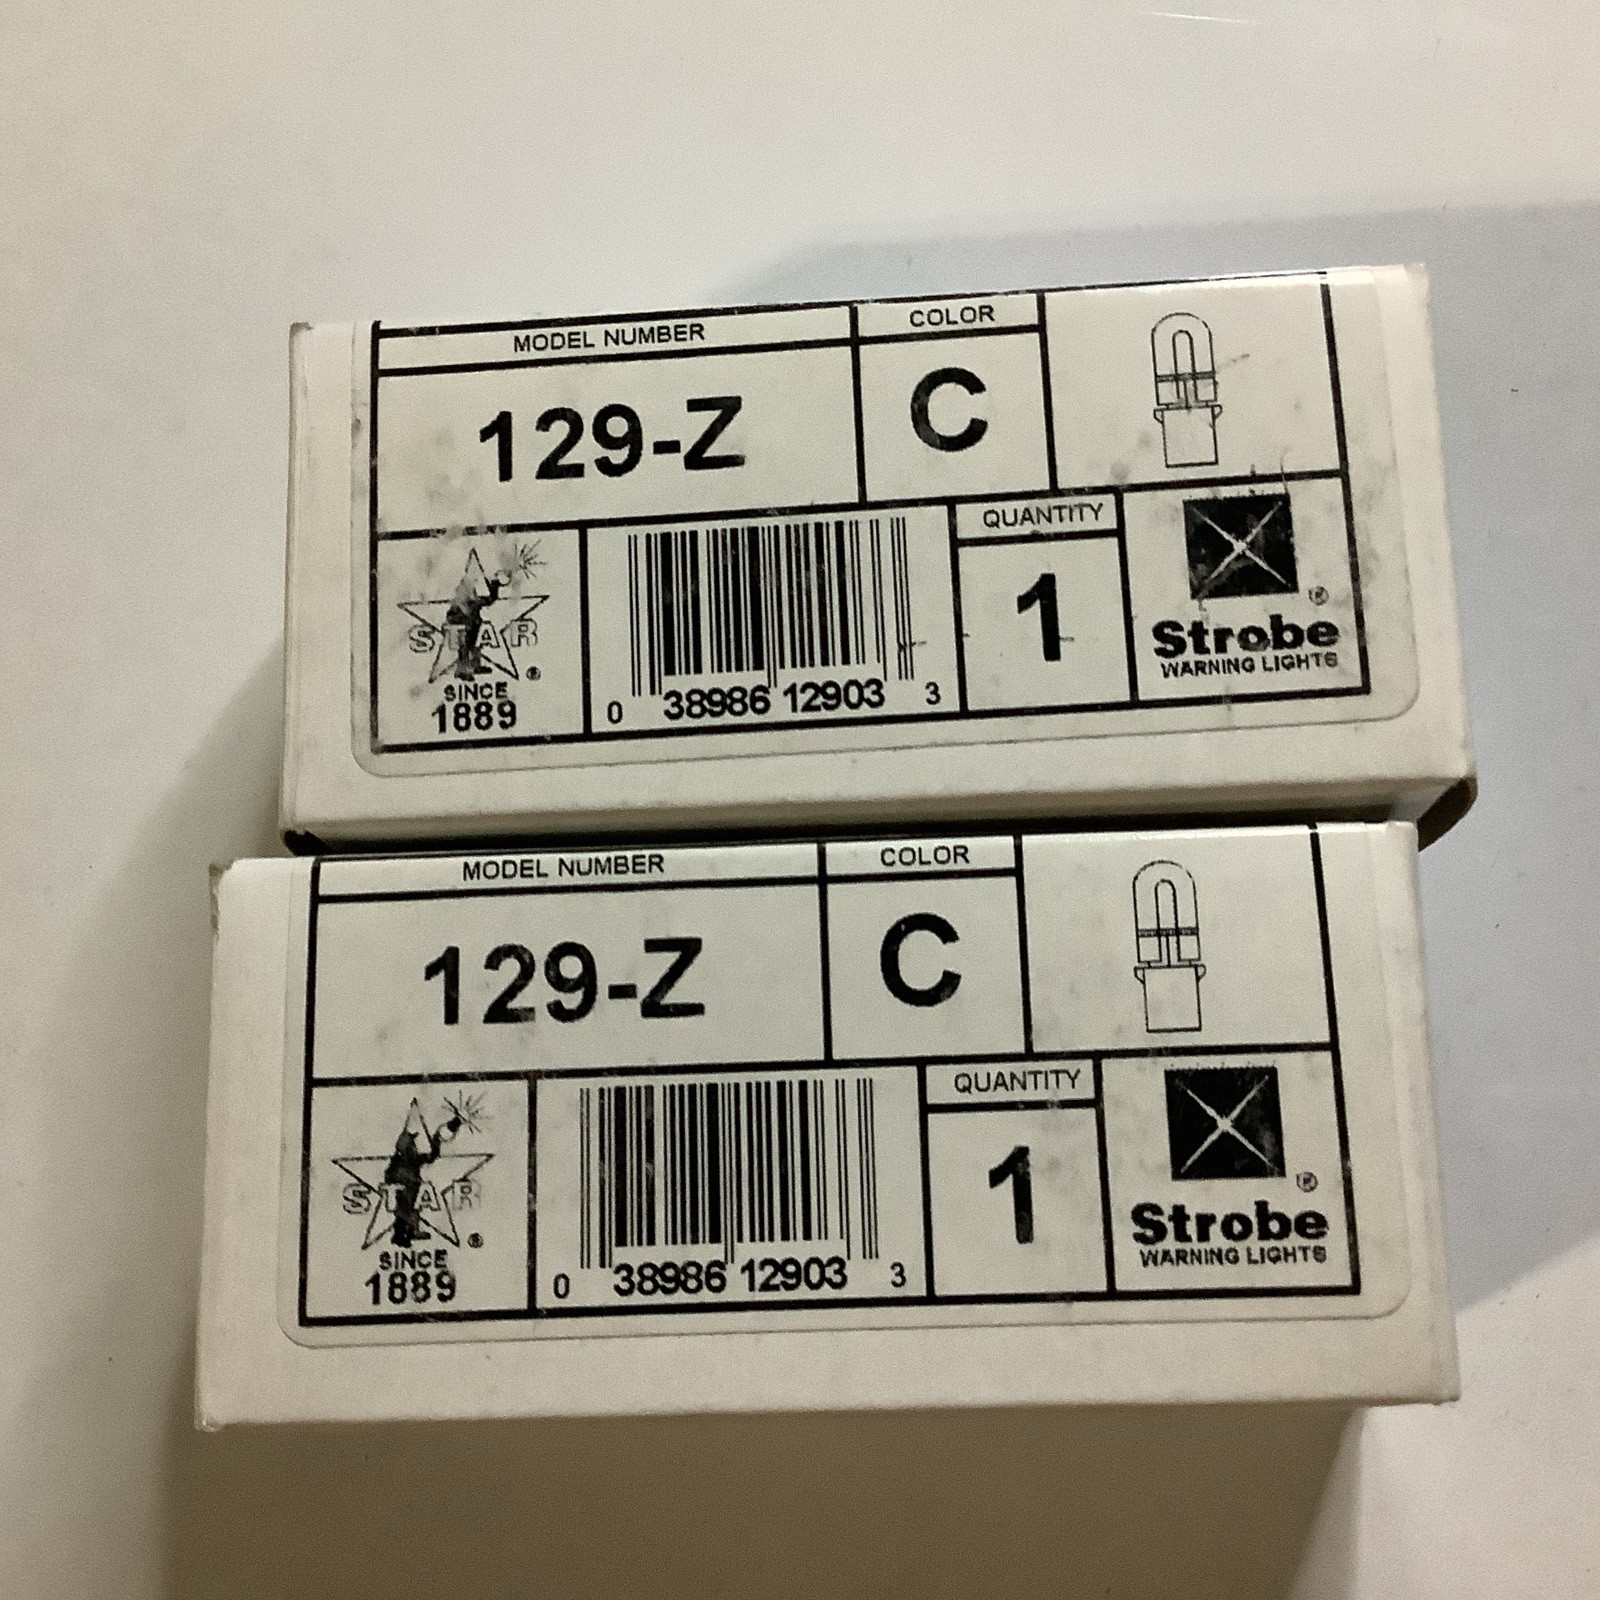 MODEL NUMBER
COLOR
129-Z
C
STAR ®
SINCE
1889
0 38986 12903 3
QUANTITY
1
®
Strobe
WARNING LIGHTS
MODEL NUMBER
COLOR
129-Z
C
STAR ®
SINCE
1889
0 38986 12903 3
QUANTITY
1
®
Strobe
WARNING LIGHTS